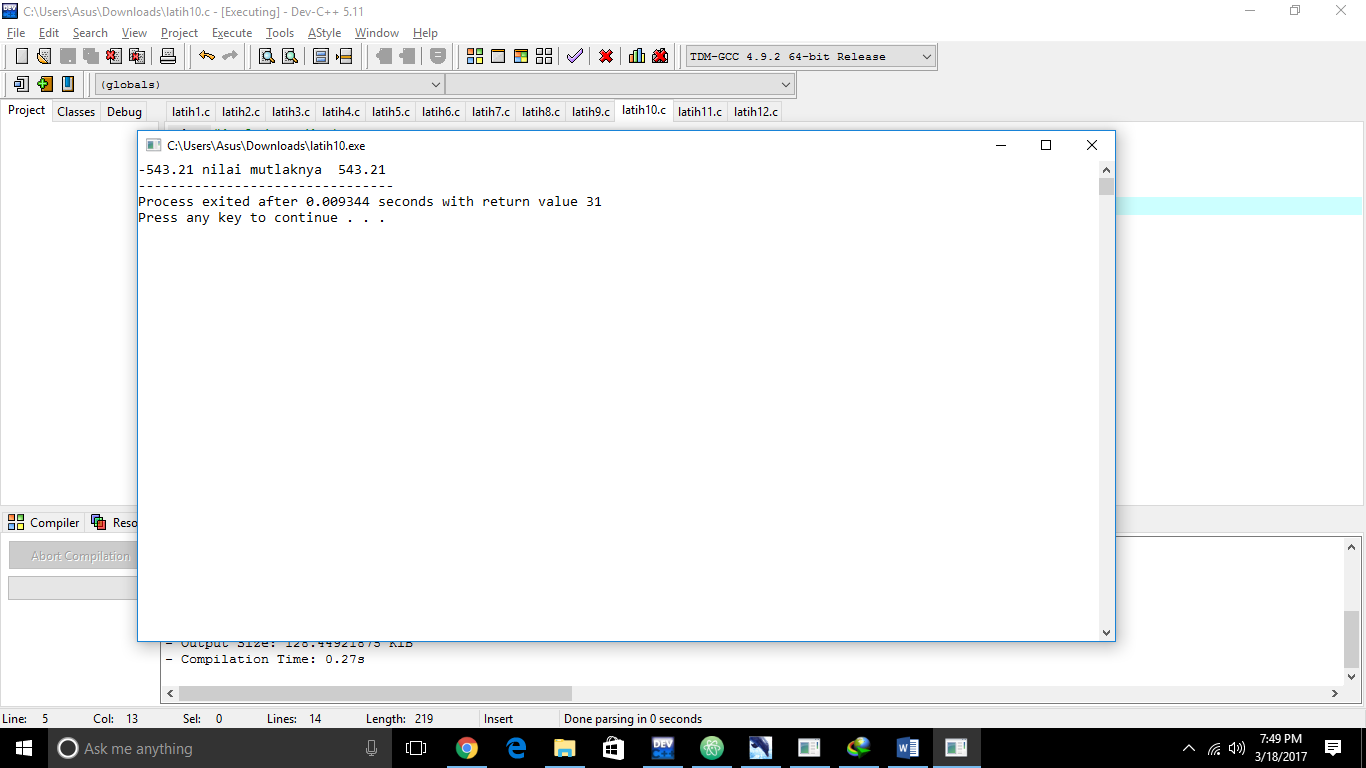 C:\Users\Asus\Downloads\latih10.c - [Executing] - Dev-C++ 5.11
File Edit Search View Project Execute Tools AStyle Window Help
TDM-GCC 4.9.2 64-bit Release
(globals)
Project Classes Debug latih1.c latih2.c latih3.c latih4.c latih5.c latih6.c latih7.c latih8.c latih9.c latih10.c latih11.c latih12.c
C:\Users\Asus\Downloads\latih10.exe
-543.21 nilai mutlaknya  543.21
--------------------------------
Process exited after 0.009344 seconds with return value 31
Press any key to continue . . .
Compiler Reso
Abort Compilation
- Output Size: 128.44921875 KiB
- Compilation Time: 0.27s
Line: 5 Col: 13 Sel: 0 Lines: 14 Length: 219 Insert Done parsing in 0 seconds
Ask me anything
DEV
7:49 PM
3/18/2017